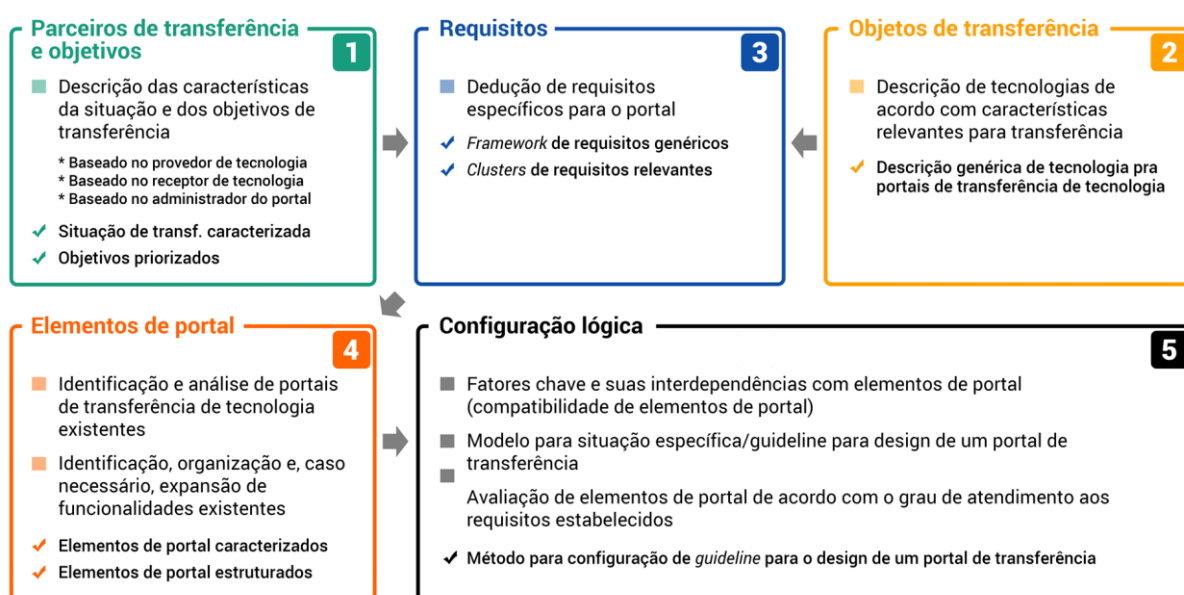 Parceiros de transferência
e objetivos
1
Descrição das características
da situação e dos objetivos de
transferência
* Baseado no provedor de tecnologia
* Baseado no receptor de tecnologia
* Baseado no administrador do portal
Situação de transf. caracterizada
Objetivos priorizados
Requisitos
3
Dedução de requisitos
específicos para o portal
Framework de requisitos genéricos
Clusters de requisitos relevantes
Objetos de transferência
2
Descrição de tecnologias de
acordo com características
relevantes para transferência
Descrição genérica de tecnologia pra
portais de transferência de tecnologia
Elementos de portal
4
Identificação e análise de portais
de transferência de tecnologia
existentes
Identificação, organização e, caso
necessário, expansão de
funcionalidades existentes
Elementos de portal caracterizados
Elementos de portal estruturados
Configuração lógica
5
Fatores chave e suas interdependências com elementos de portal
(compatibilidade de elementos de portal)
Modelo para situação específica/guideline para design de um portal de
transferência
Avaliação de elementos de portal de acordo com o grau de atendimento aos
requisitos estabelecidos
Método para configuração de guideline para o design de um portal de transferência